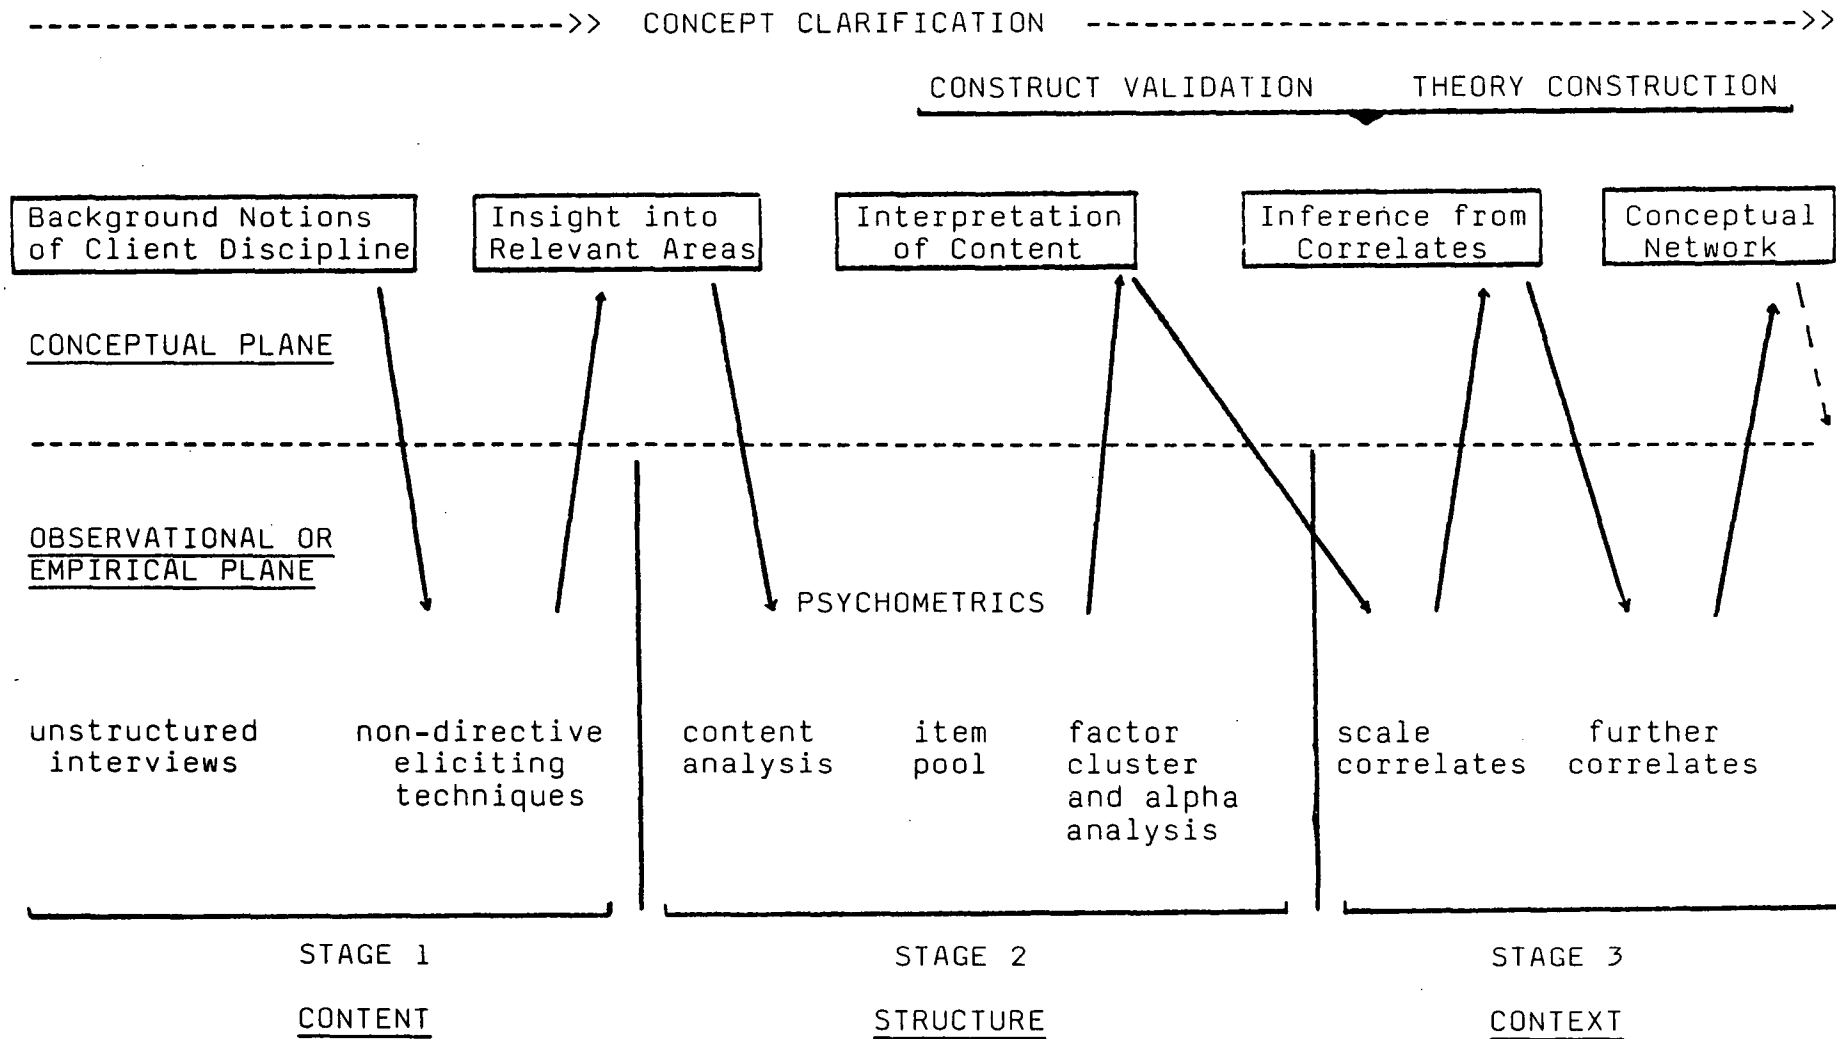 CONCEPT CLARIFICATION
CONSTRUCT VALIDATION THEORY CONSTRUCTION
Background Notions
of Client Discipline
Insight into
Relevant Areas
Interpretation
of Content
Inference from
Correlates
Conceptual
Network
CONCEPTUAL PLANE
OBSERVATIONAL OR
EMPIRICAL PLANE
PSYCHOMETRICS
unstructured
interviews
non-directive
eliciting
techniques
content
analysis
item
pool
factor
cluster
and alpha
analysis
scale
correlates
further
correlates
STAGE 1
CONTENT
STAGE 2
STRUCTURE
STAGE 3
CONTEXT